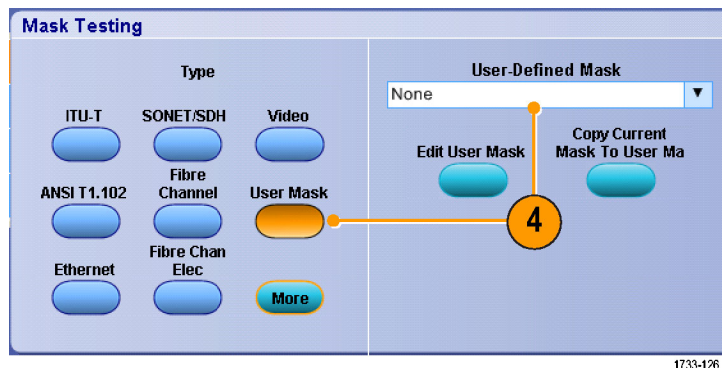 Mask Testing
Type
ITU-T
SONET/SDH
Video
ANSI T1.102
Fibre
Channel
User Mask
Ethernet
Fibre Chan
Elec
More
User-Defined Mask
None
Edit User Mask
Copy Current
Mask To User Ma
4
1733-126